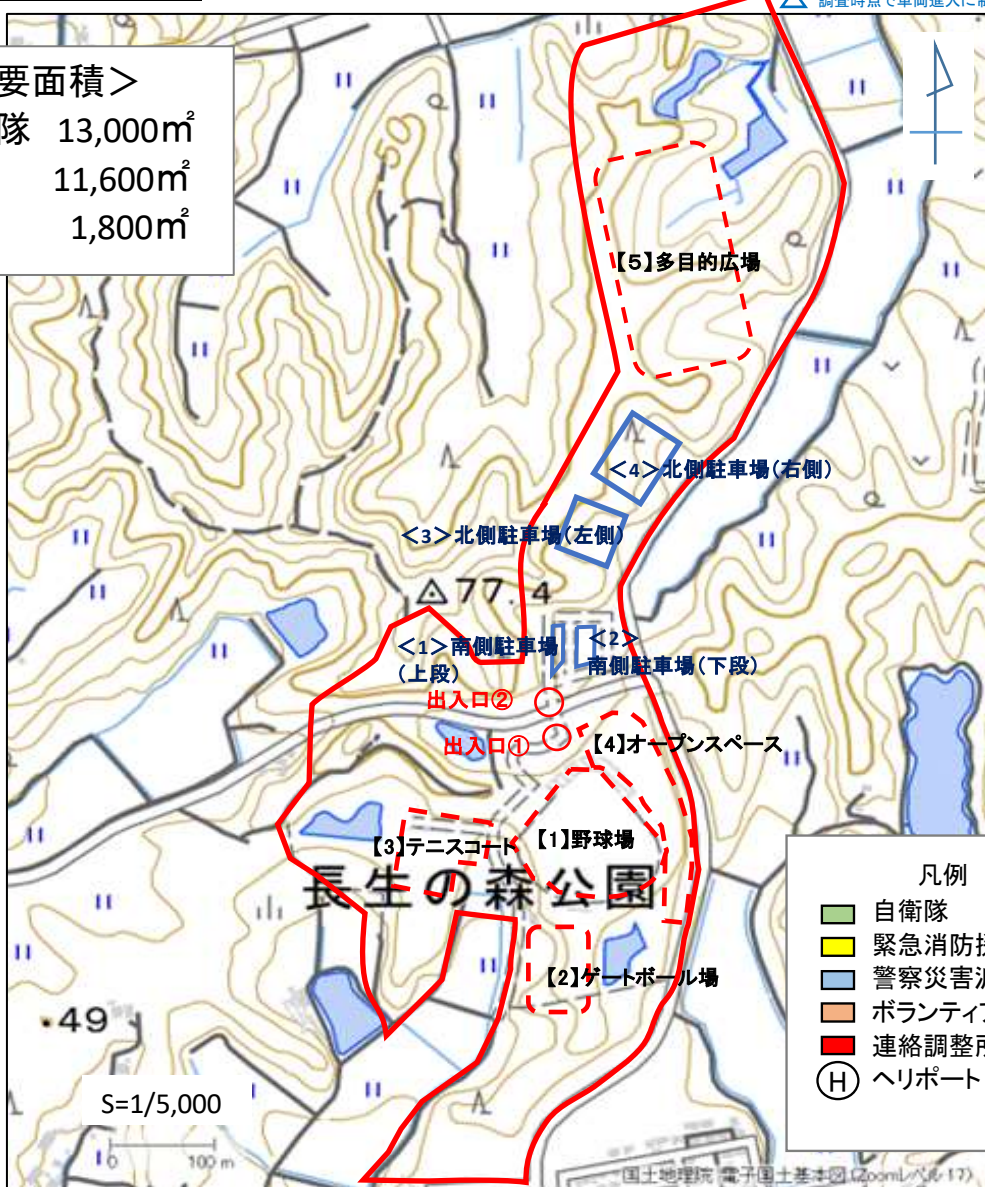 調査時点で車両進入に
要面積＞
隊 13,000㎡
11,600㎡
1,800㎡
50
【5】多目的広場
＜4＞北側駐車場(右側)
＜3＞北側駐車場(左側)
77.4
＜1＞南側駐車場
(上段)
＜2＞
南側駐車場(下段)
出入口②
出入口①
【4】オープンスペース
【3】テニスコート
【1】野球場
長生の森公園
【2】ゲートボール場
49
S=1/5,000
0 100 m
凡例
自衛隊
緊急消防援
警察災害派
ボランティア
連絡調整所
H ヘリポート
国土地理院 電子国土基本図(Zoomレベル17)